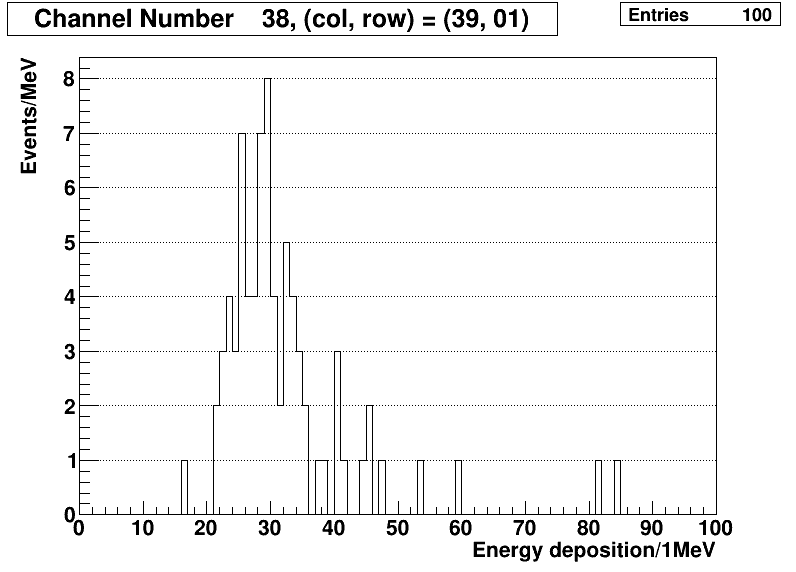 Channel Number 38, (col, row) = (39, 01)
Entries 100
Events/MeV
8
7
6
5
4
3
2
1
0
0 10 20 30 40 50 60 70 80 90 100
Energy deposition/1MeV